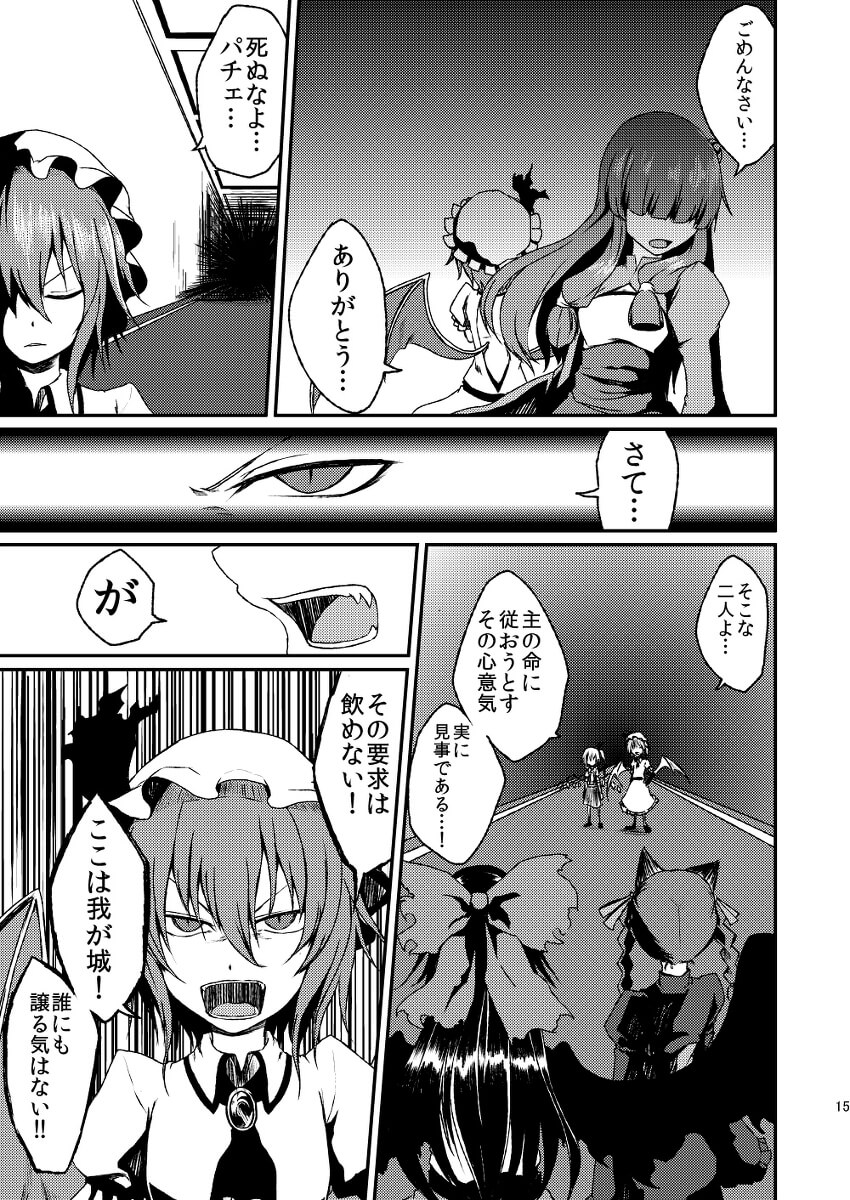 ごめんなさい…
ありがとう…
死ぬなよ…
パチェ…
さて…
そこな
二人よ…
主の命に
従おうとす
その心意気
実に
見事である…！
が
その要求は
飲めない！
ここは我が城！
誰にも
譲る気はない!!
15